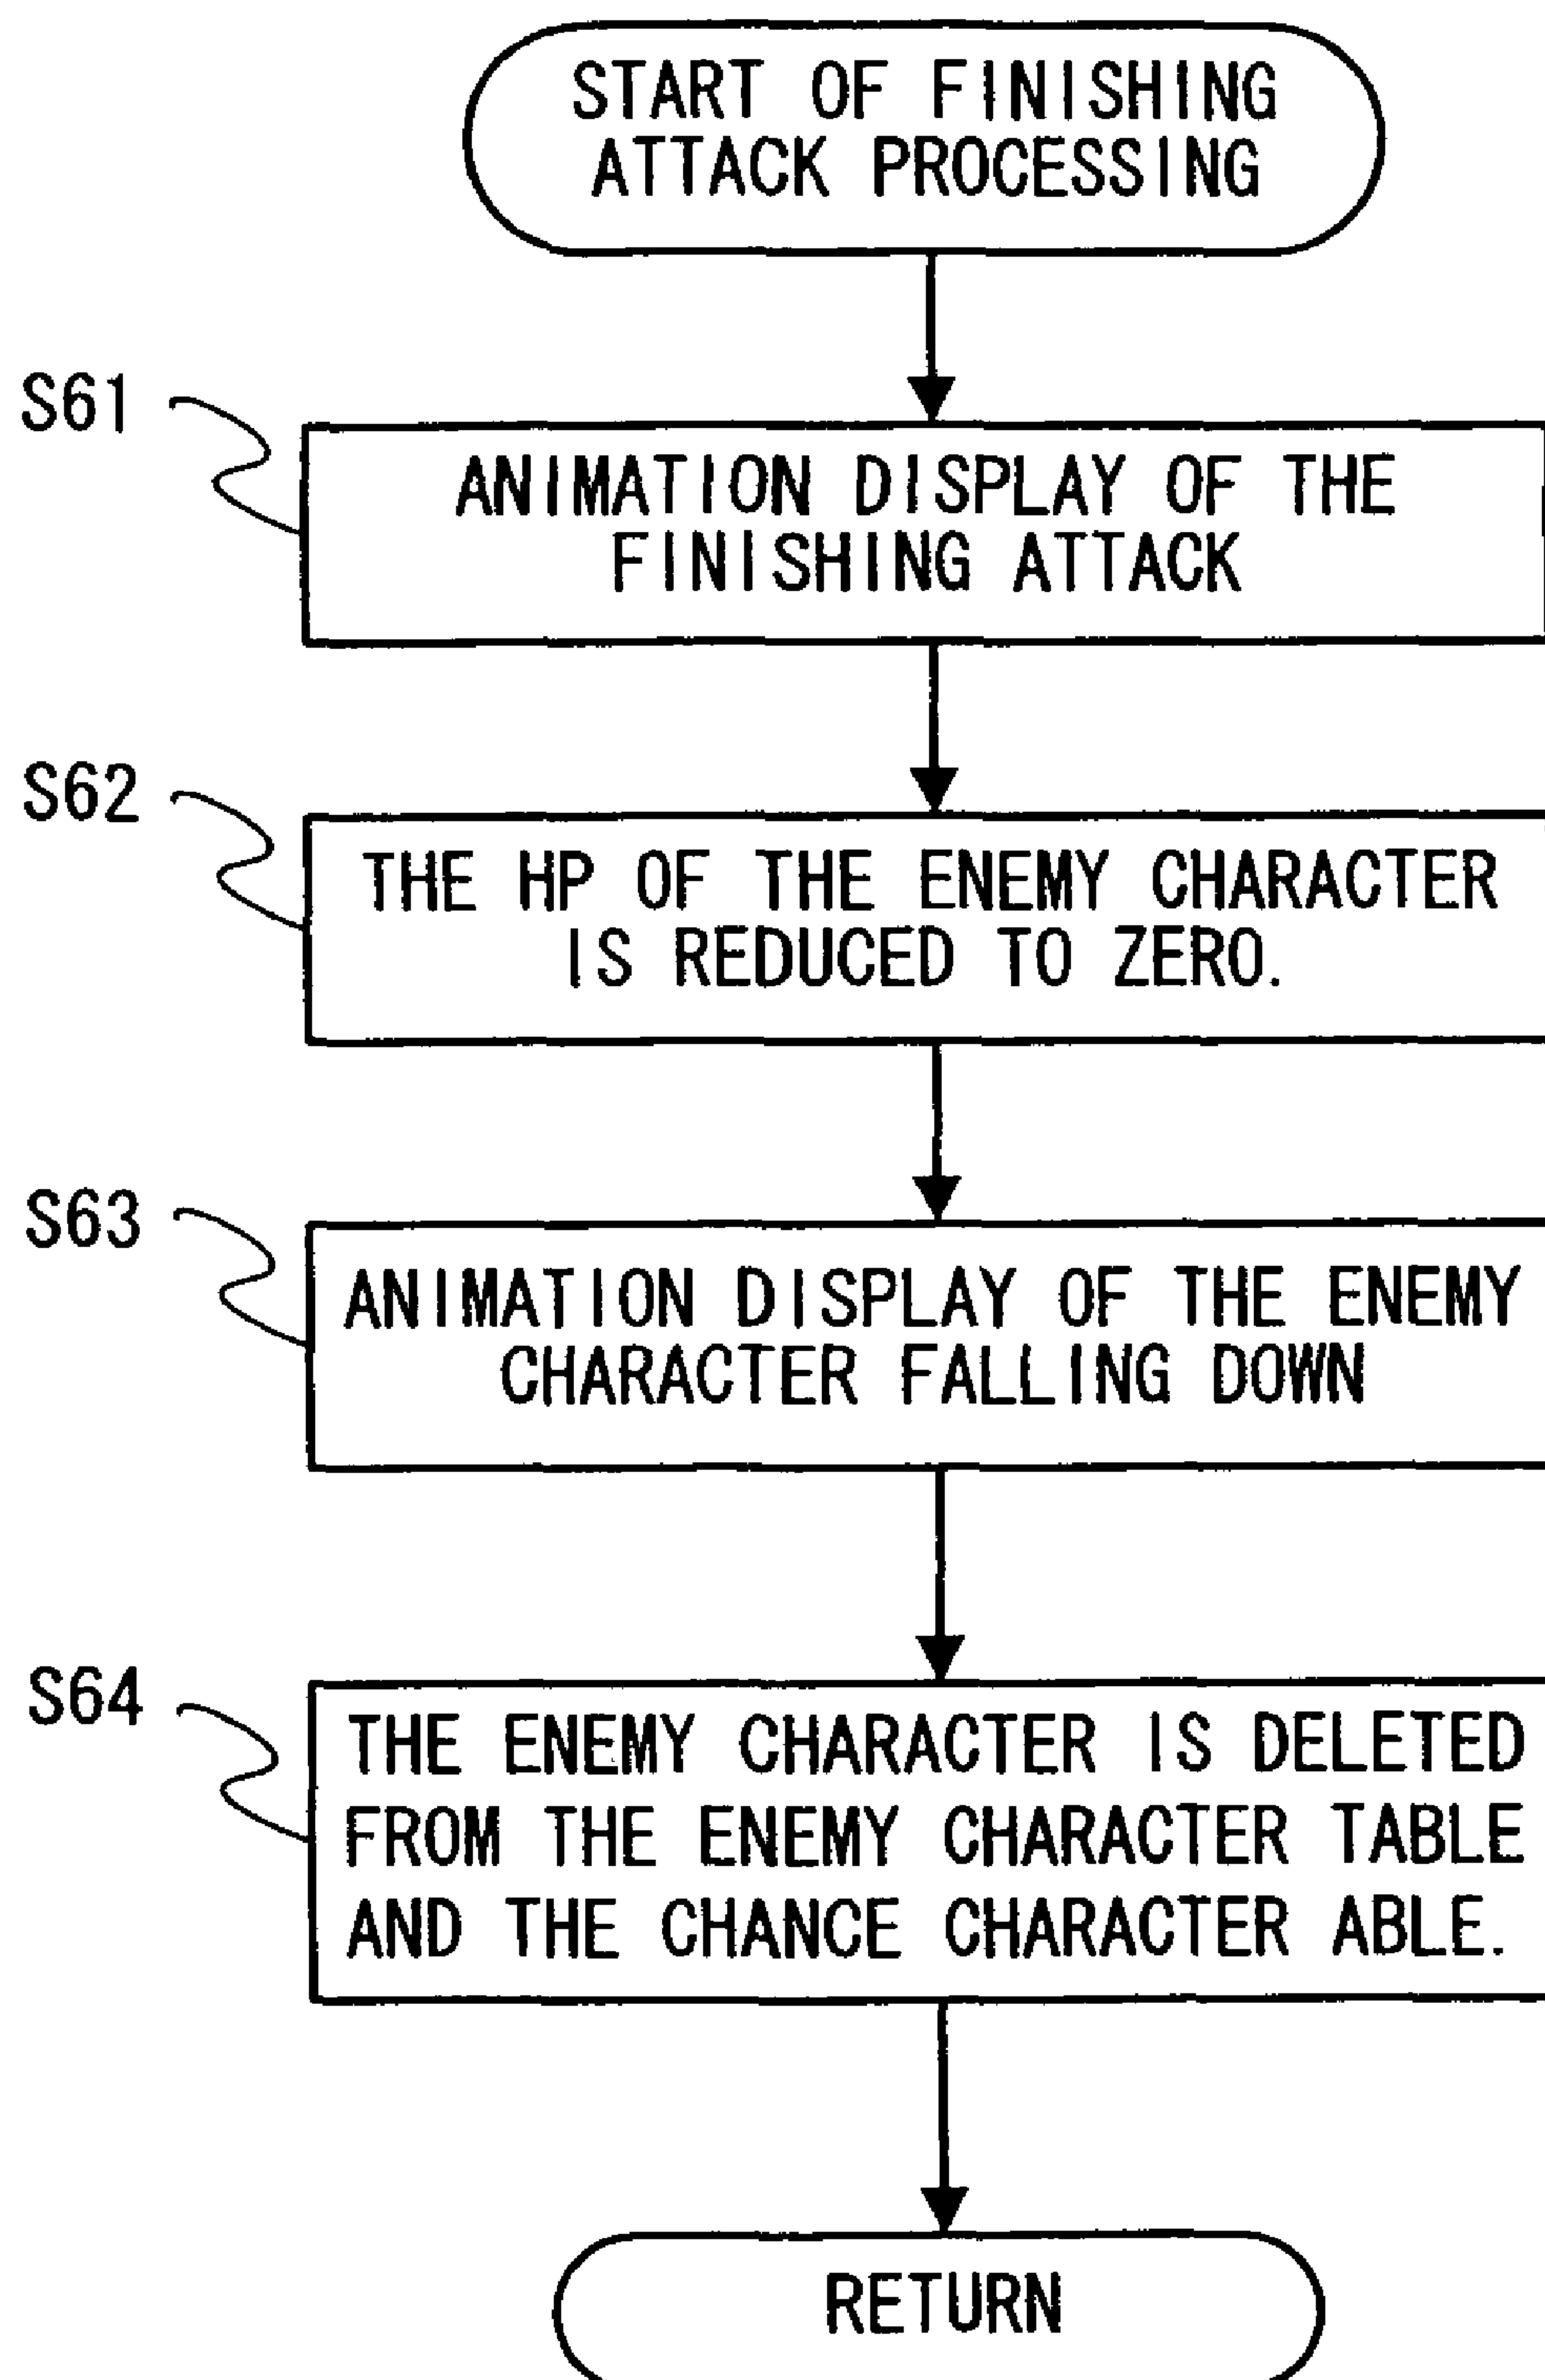 START OF FINISHING
ATTACK PROCESSING
S61
ANIMATION DISPLAY OF THE
FINISHING ATTACK
S62
THE HP OF THE ENEMY CHARACTER
IS REDUCED TO ZERO.
S63
ANIMATION DISPLAY OF THE ENEMY
CHARACTER FALLING DOWN
S64
THE ENEMY CHARACTER IS DELETED
FROM THE ENEMY CHARACTER TABLE
AND THE CHANCE CHARACTER ABLE.
RETURN